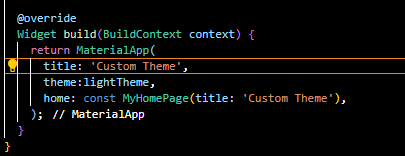 @override
Widget build(BuildContext context) {
return MaterialApp(
title: 'Custom Theme',
theme:lightTheme,
home: const MyHomePage(title: 'Custom Theme'),
); // MaterialApp
}
}